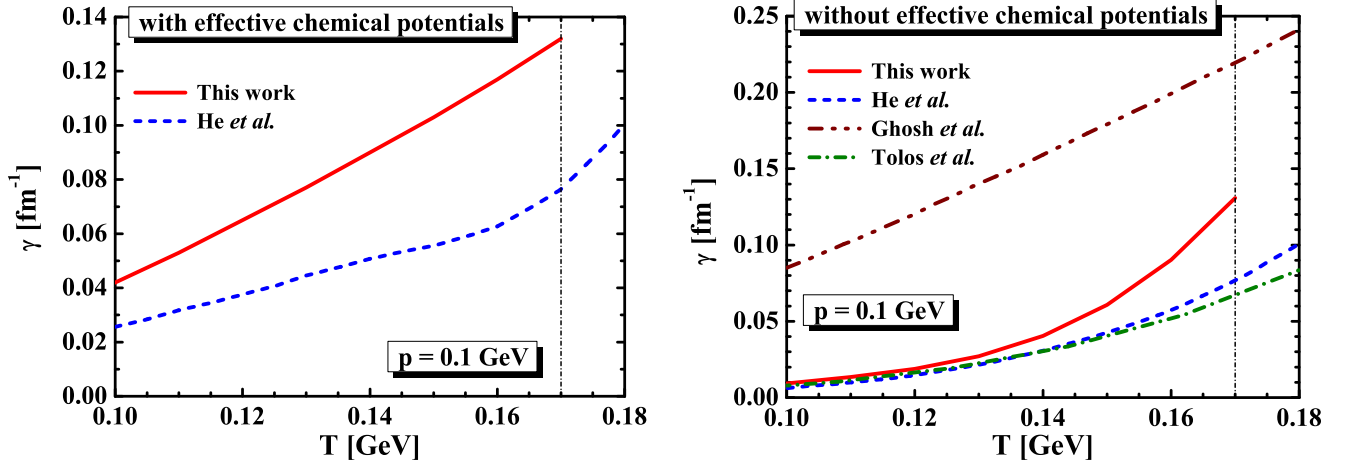 with effective chemical potentials
This work
He et al.
p = 0.1 GeV
γ [fm⁻¹]
0.14
0.12
0.10
0.08
0.06
0.04
0.02
0.00
0.10
0.12
0.14
0.16
0.18
T [GeV]
without effective chemical potentials
This work
He et al.
Ghosh et al.
Tolos et al.
p = 0.1 GeV
γ [fm⁻¹]
0.25
0.20
0.15
0.10
0.05
0.00
0.10
0.12
0.14
0.16
0.18
T [GeV]